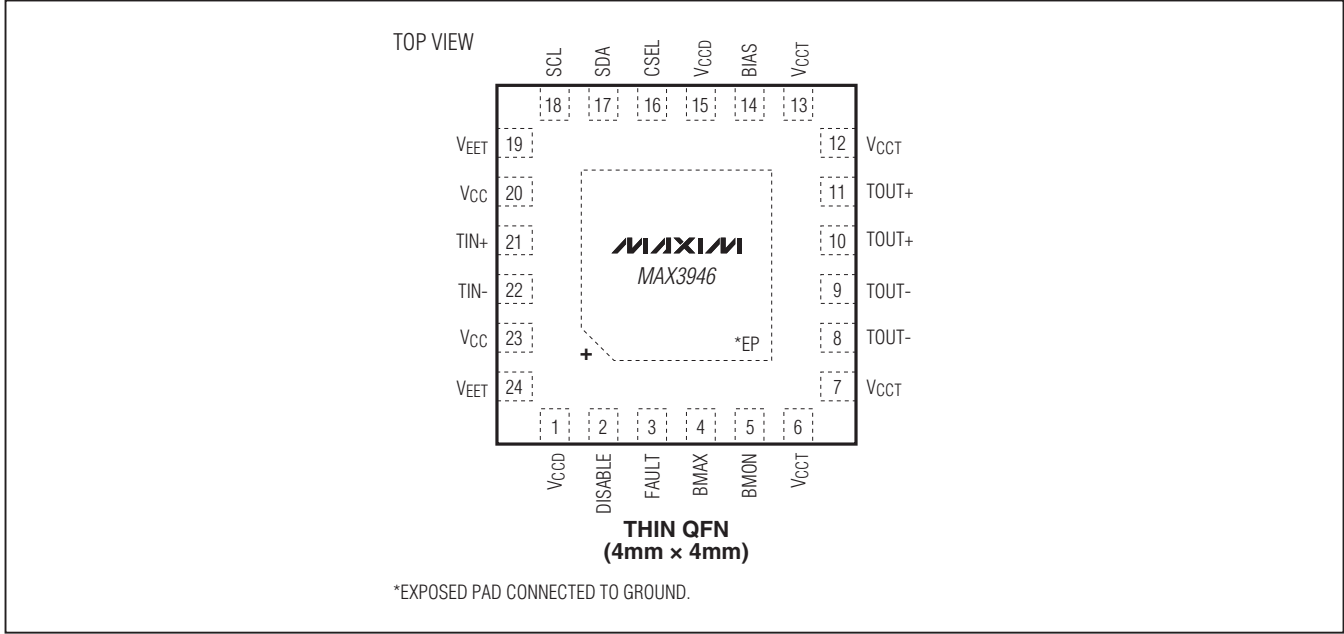 TOP VIEW
SCL SDA CSEL VCCD BIAS VCCT
18 17 16 15 14 13
VEET 19 12 VCCT
VCC 20 11 TOUT+
TIN+ 21 10 TOUT+
TIN- 22 9 TOUT-
VCC 23 8 TOUT-
VEET 24 7 VCCT
MAXIM
MAX3946
*EP
+
1 2 3 4 5 6
VCCD DISABLE FAULT BMAX BMON VCCT
THIN QFN
(4mm × 4mm)
*EXPOSED PAD CONNECTED TO GROUND.